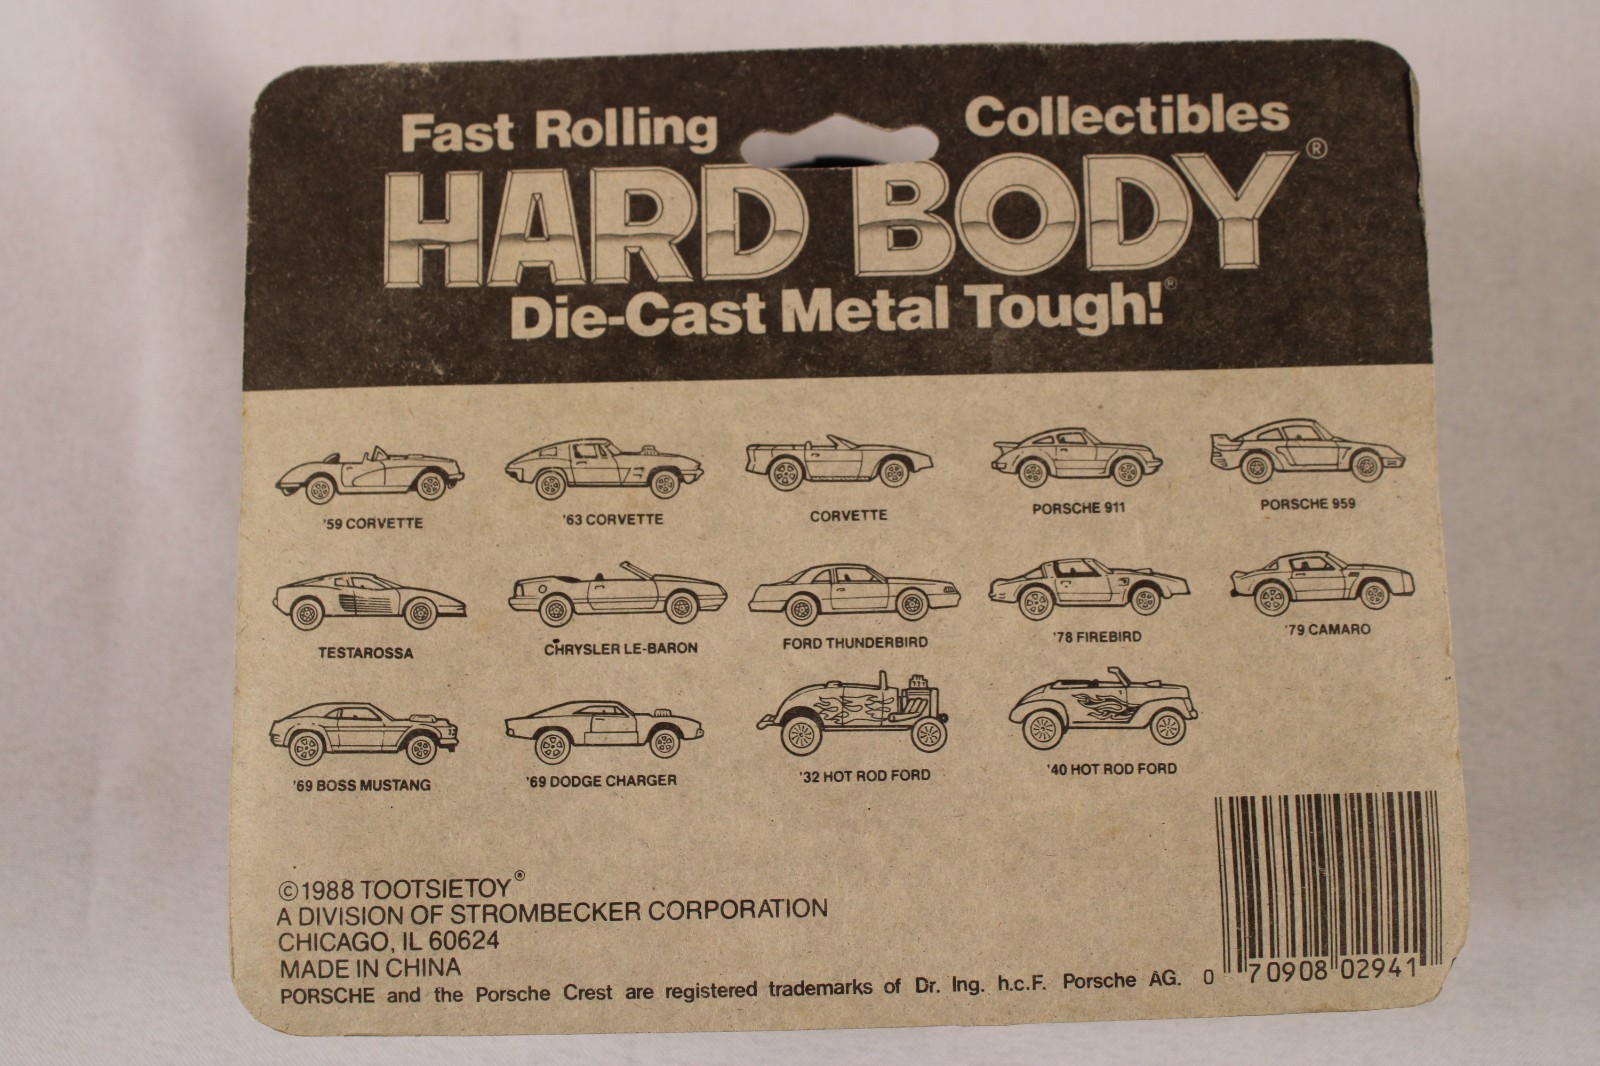 Fast Rolling Collectibles
HARD BODY®
Die-Cast Metal Tough!®
'59 CORVETTE
'63 CORVETTE
CORVETTE
PORSCHE 911
PORSCHE 959
TESTAROSSA
CHRYSLER LE-BARON
FORD THUNDERBIRD
'78 FIREBIRD
'79 CAMARO
'69 BOSS MUSTANG
'69 DODGE CHARGER
'32 HOT ROD FORD
'40 HOT ROD FORD
©1988 TOOTSIETOY®
A DIVISION OF STROMBECKER CORPORATION
CHICAGO, IL 60624
MADE IN CHINA
PORSCHE and the Porsche Crest are registered trademarks of Dr. Ing. h.c.F. Porsche AG.
0 70908 02941